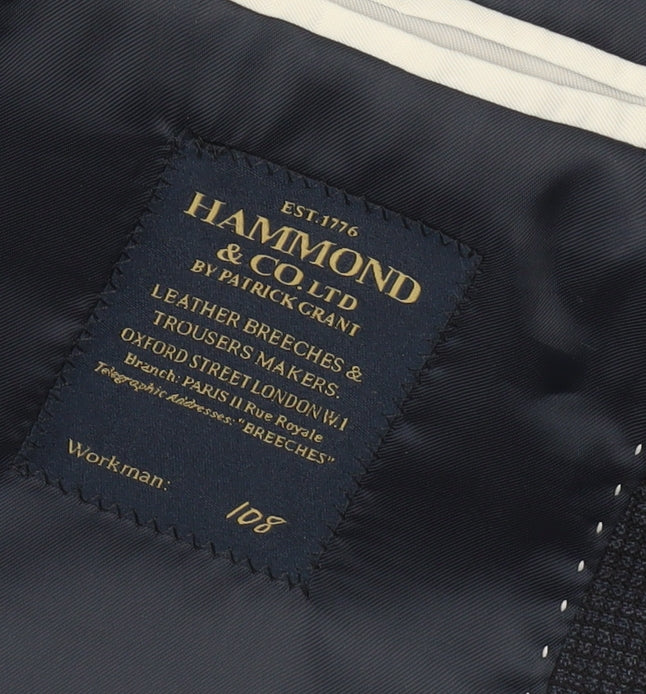 EST.1776
HAMMOND
& CO. LTD
BY PATRICK GRANT
LEATHER BREECHES &
TROUSERS MAKERS.
OXFORD STREET LONDON W.1
Branch: PARIS 11 Rue Royale
Telegraphic Addresses: "BREECHES"
Workman: 108